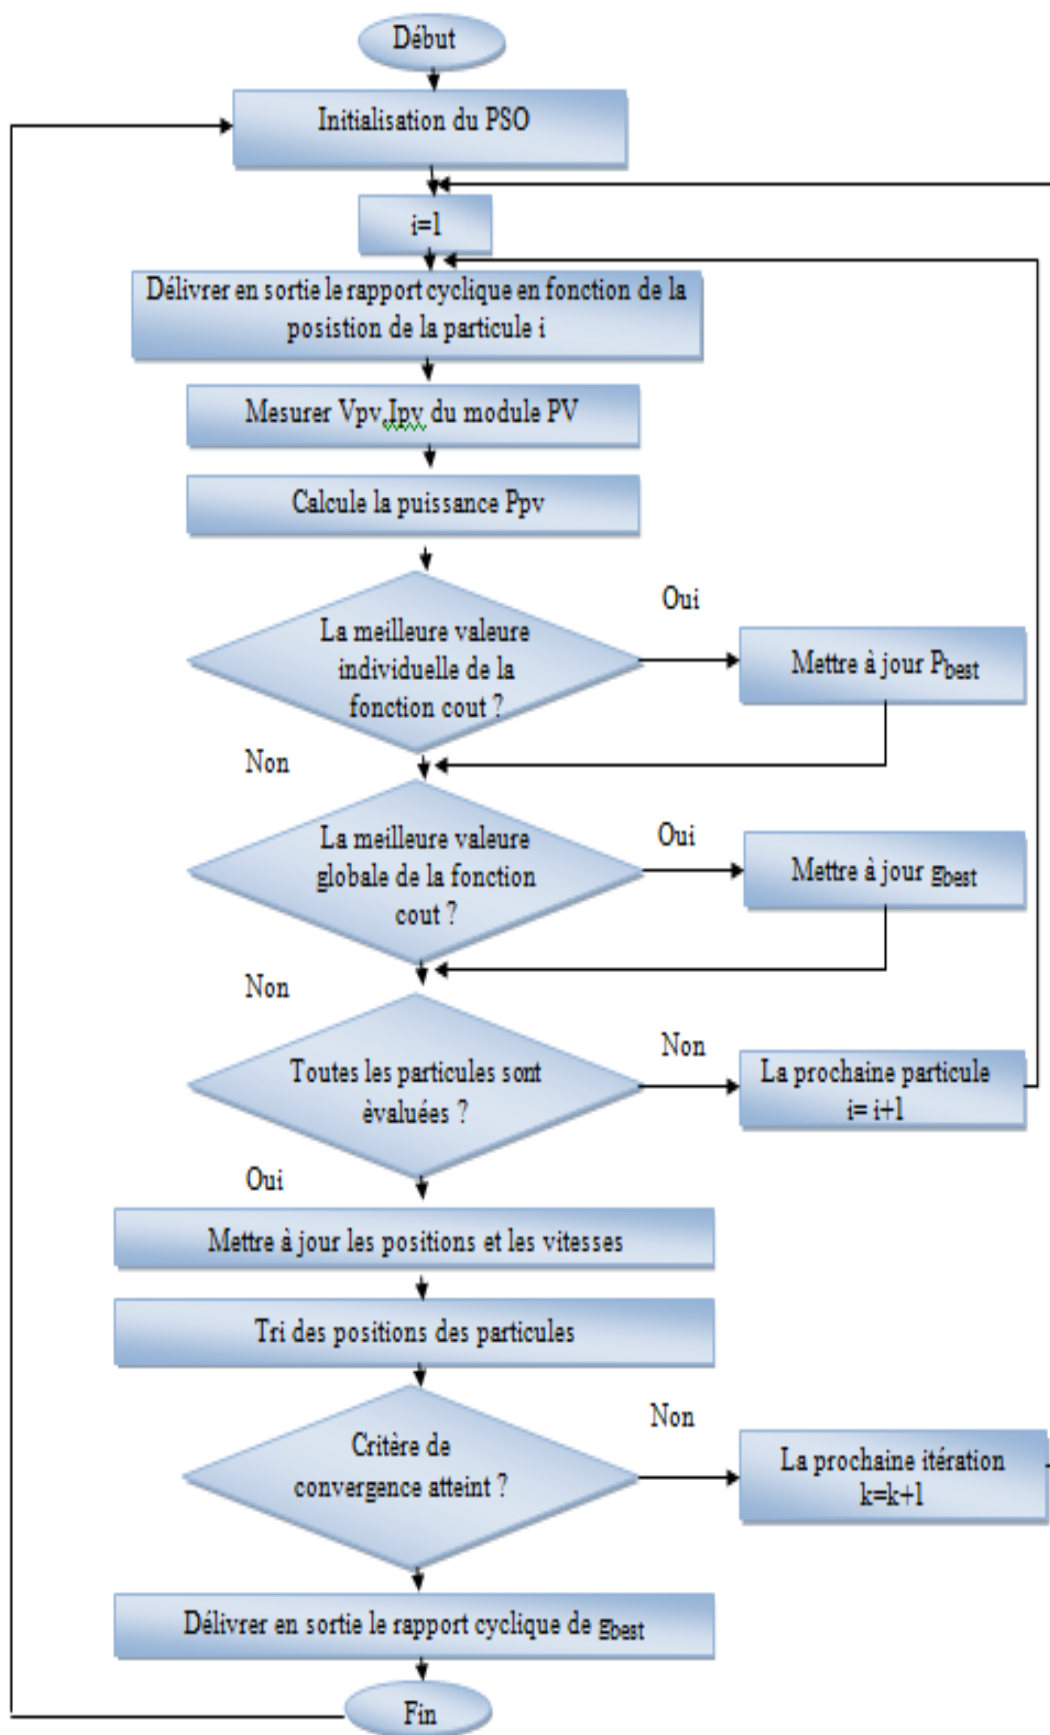 Début
Initialisation du PSO
i=1
Délivrer en sortie le rapport cyclique en fonction de la
posistion de la particule i
Mesurer Vpv,Ipv du module PV
Calcule la puissance Ppv
La meilleure valeure
individuelle de la
fonction cout ?
Oui
Mettre à jour Pbest
Non
La meilleure valeure
globale de la fonction
cout ?
Oui
Mettre à jour gbest
Non
Toutes les particules sont
èvaluées ?
Non
La prochaine particule
i= i+1
Oui
Mettre à jour les positions et les vitesses
Tri des positions des particules
Critère de
convergence atteint ?
Non
La prochaine itération
k=k+1
Délivrer en sortie le rapport cyclique de gbest
Fin